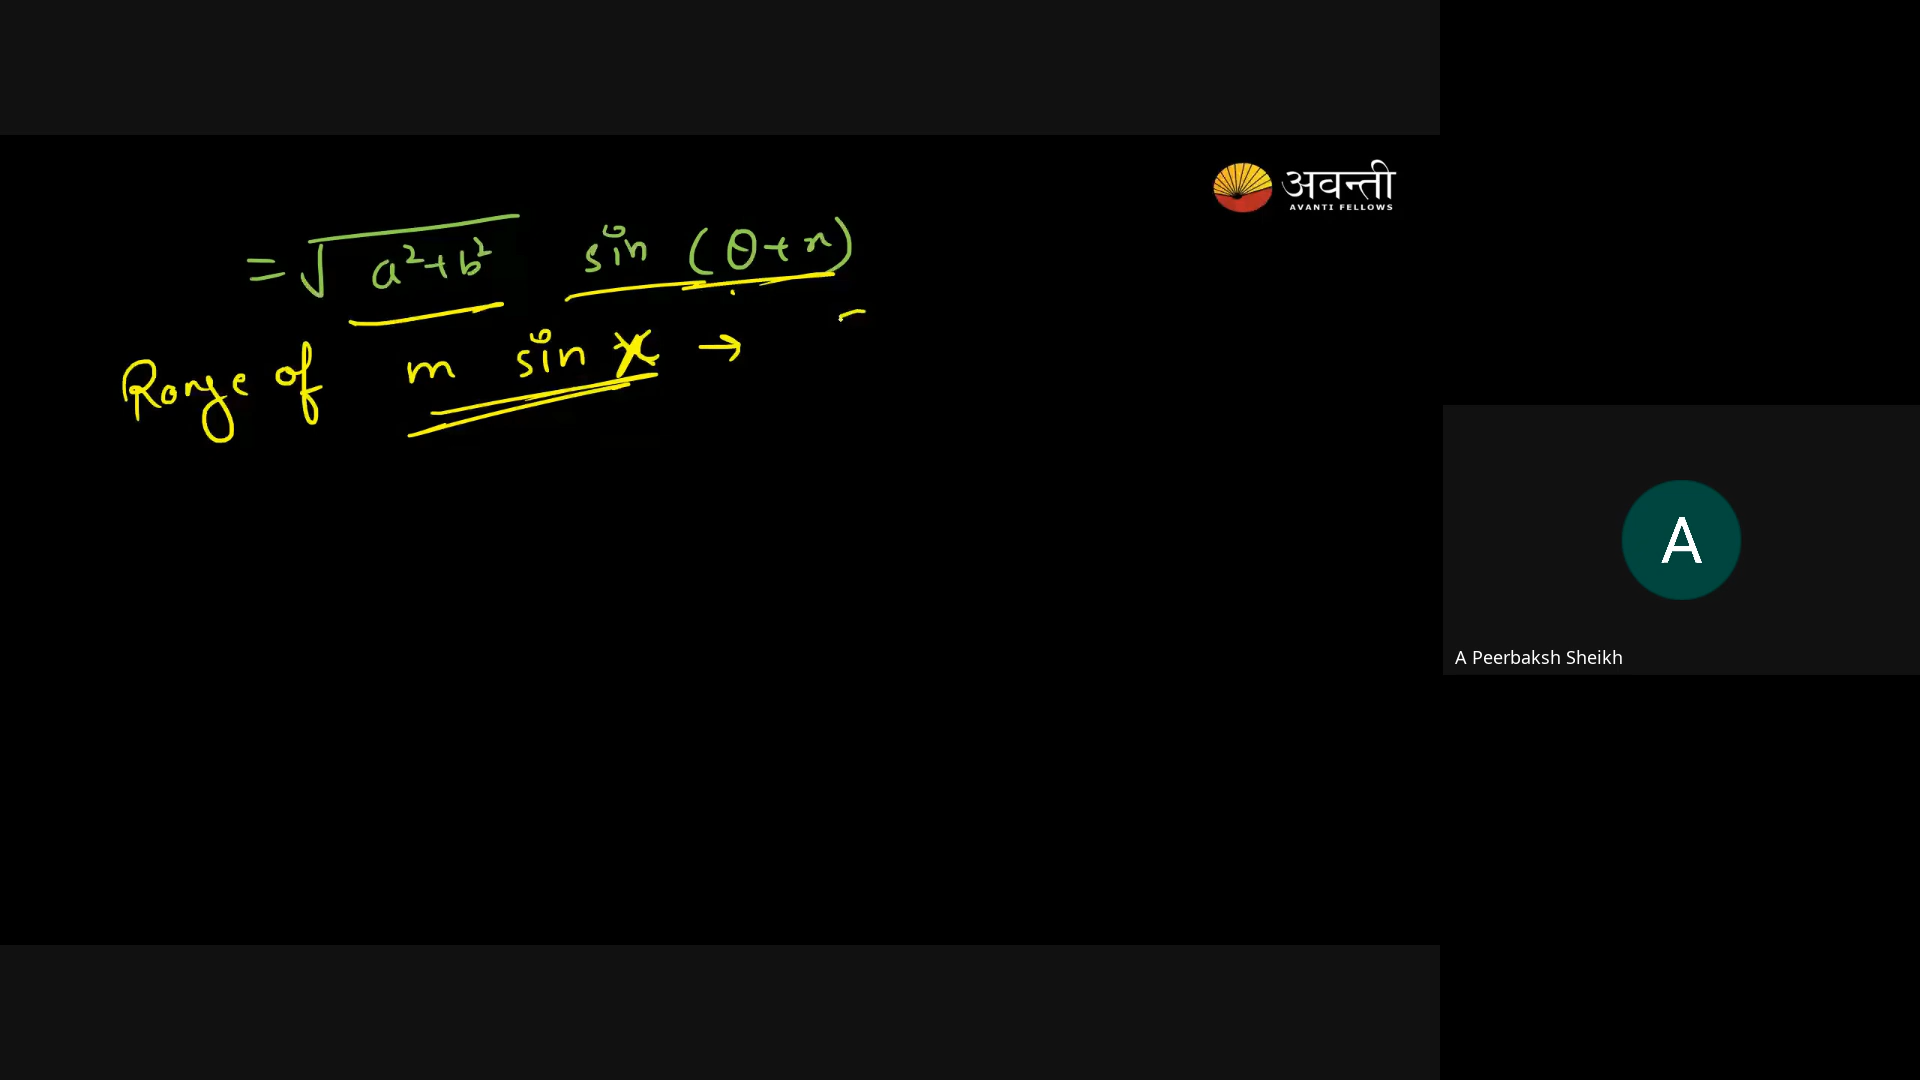 अवन्ती
AVANTI FELLOWS
= √a²+b² sin (θ+x)
Range of m sin x →
A
A Peerbaksh Sheikh